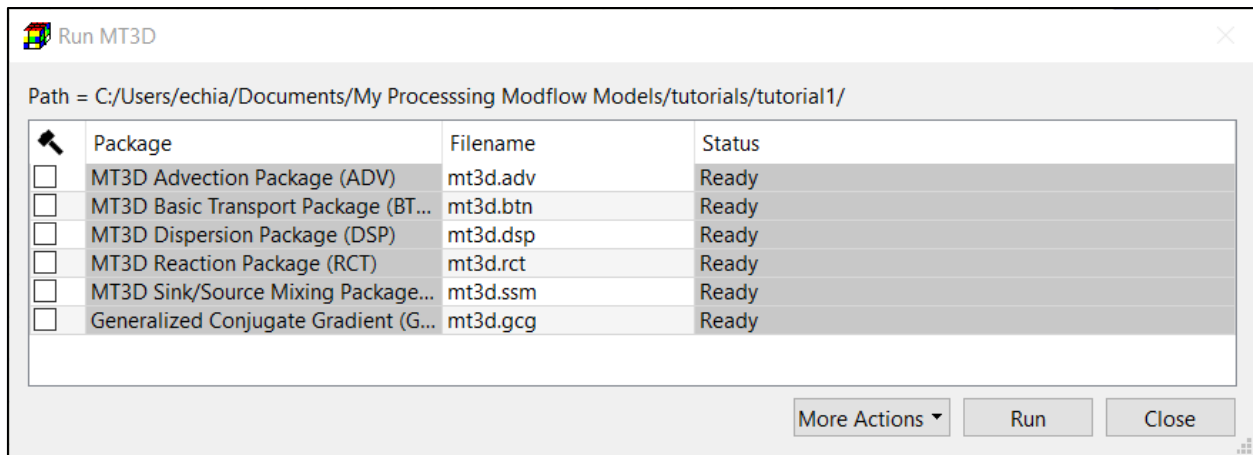 Run MT3D
Path = C:/Users/echia/Documents/My Processsing Modflow Models/tutorials/tutorial1/
Package Filename Status
MT3D Advection Package (ADV) mt3d.adv Ready
MT3D Basic Transport Package (BT... mt3d.btn Ready
MT3D Dispersion Package (DSP) mt3d.dsp Ready
MT3D Reaction Package (RCT) mt3d.rct Ready
MT3D Sink/Source Mixing Package... mt3d.ssm Ready
Generalized Conjugate Gradient (G... mt3d.gcg Ready
More Actions Run Close